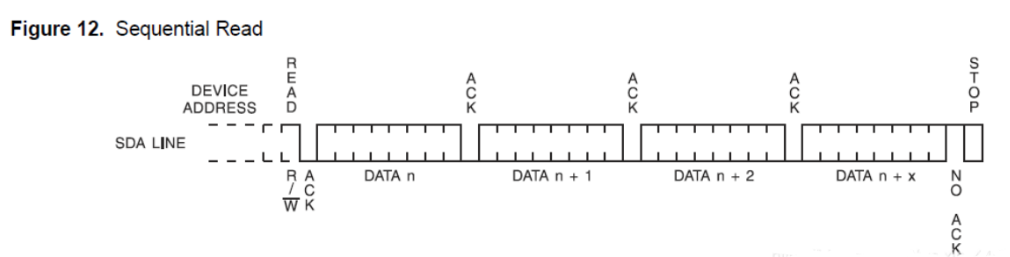 Figure 12. Sequential Read
READ
DEVICE
ADDRESS
ACK
ACK
ACK
STOP
SDA LINE
R/W
ACK
DATA n
DATA n + 1
DATA n + 2
DATA n + x
NO ACK